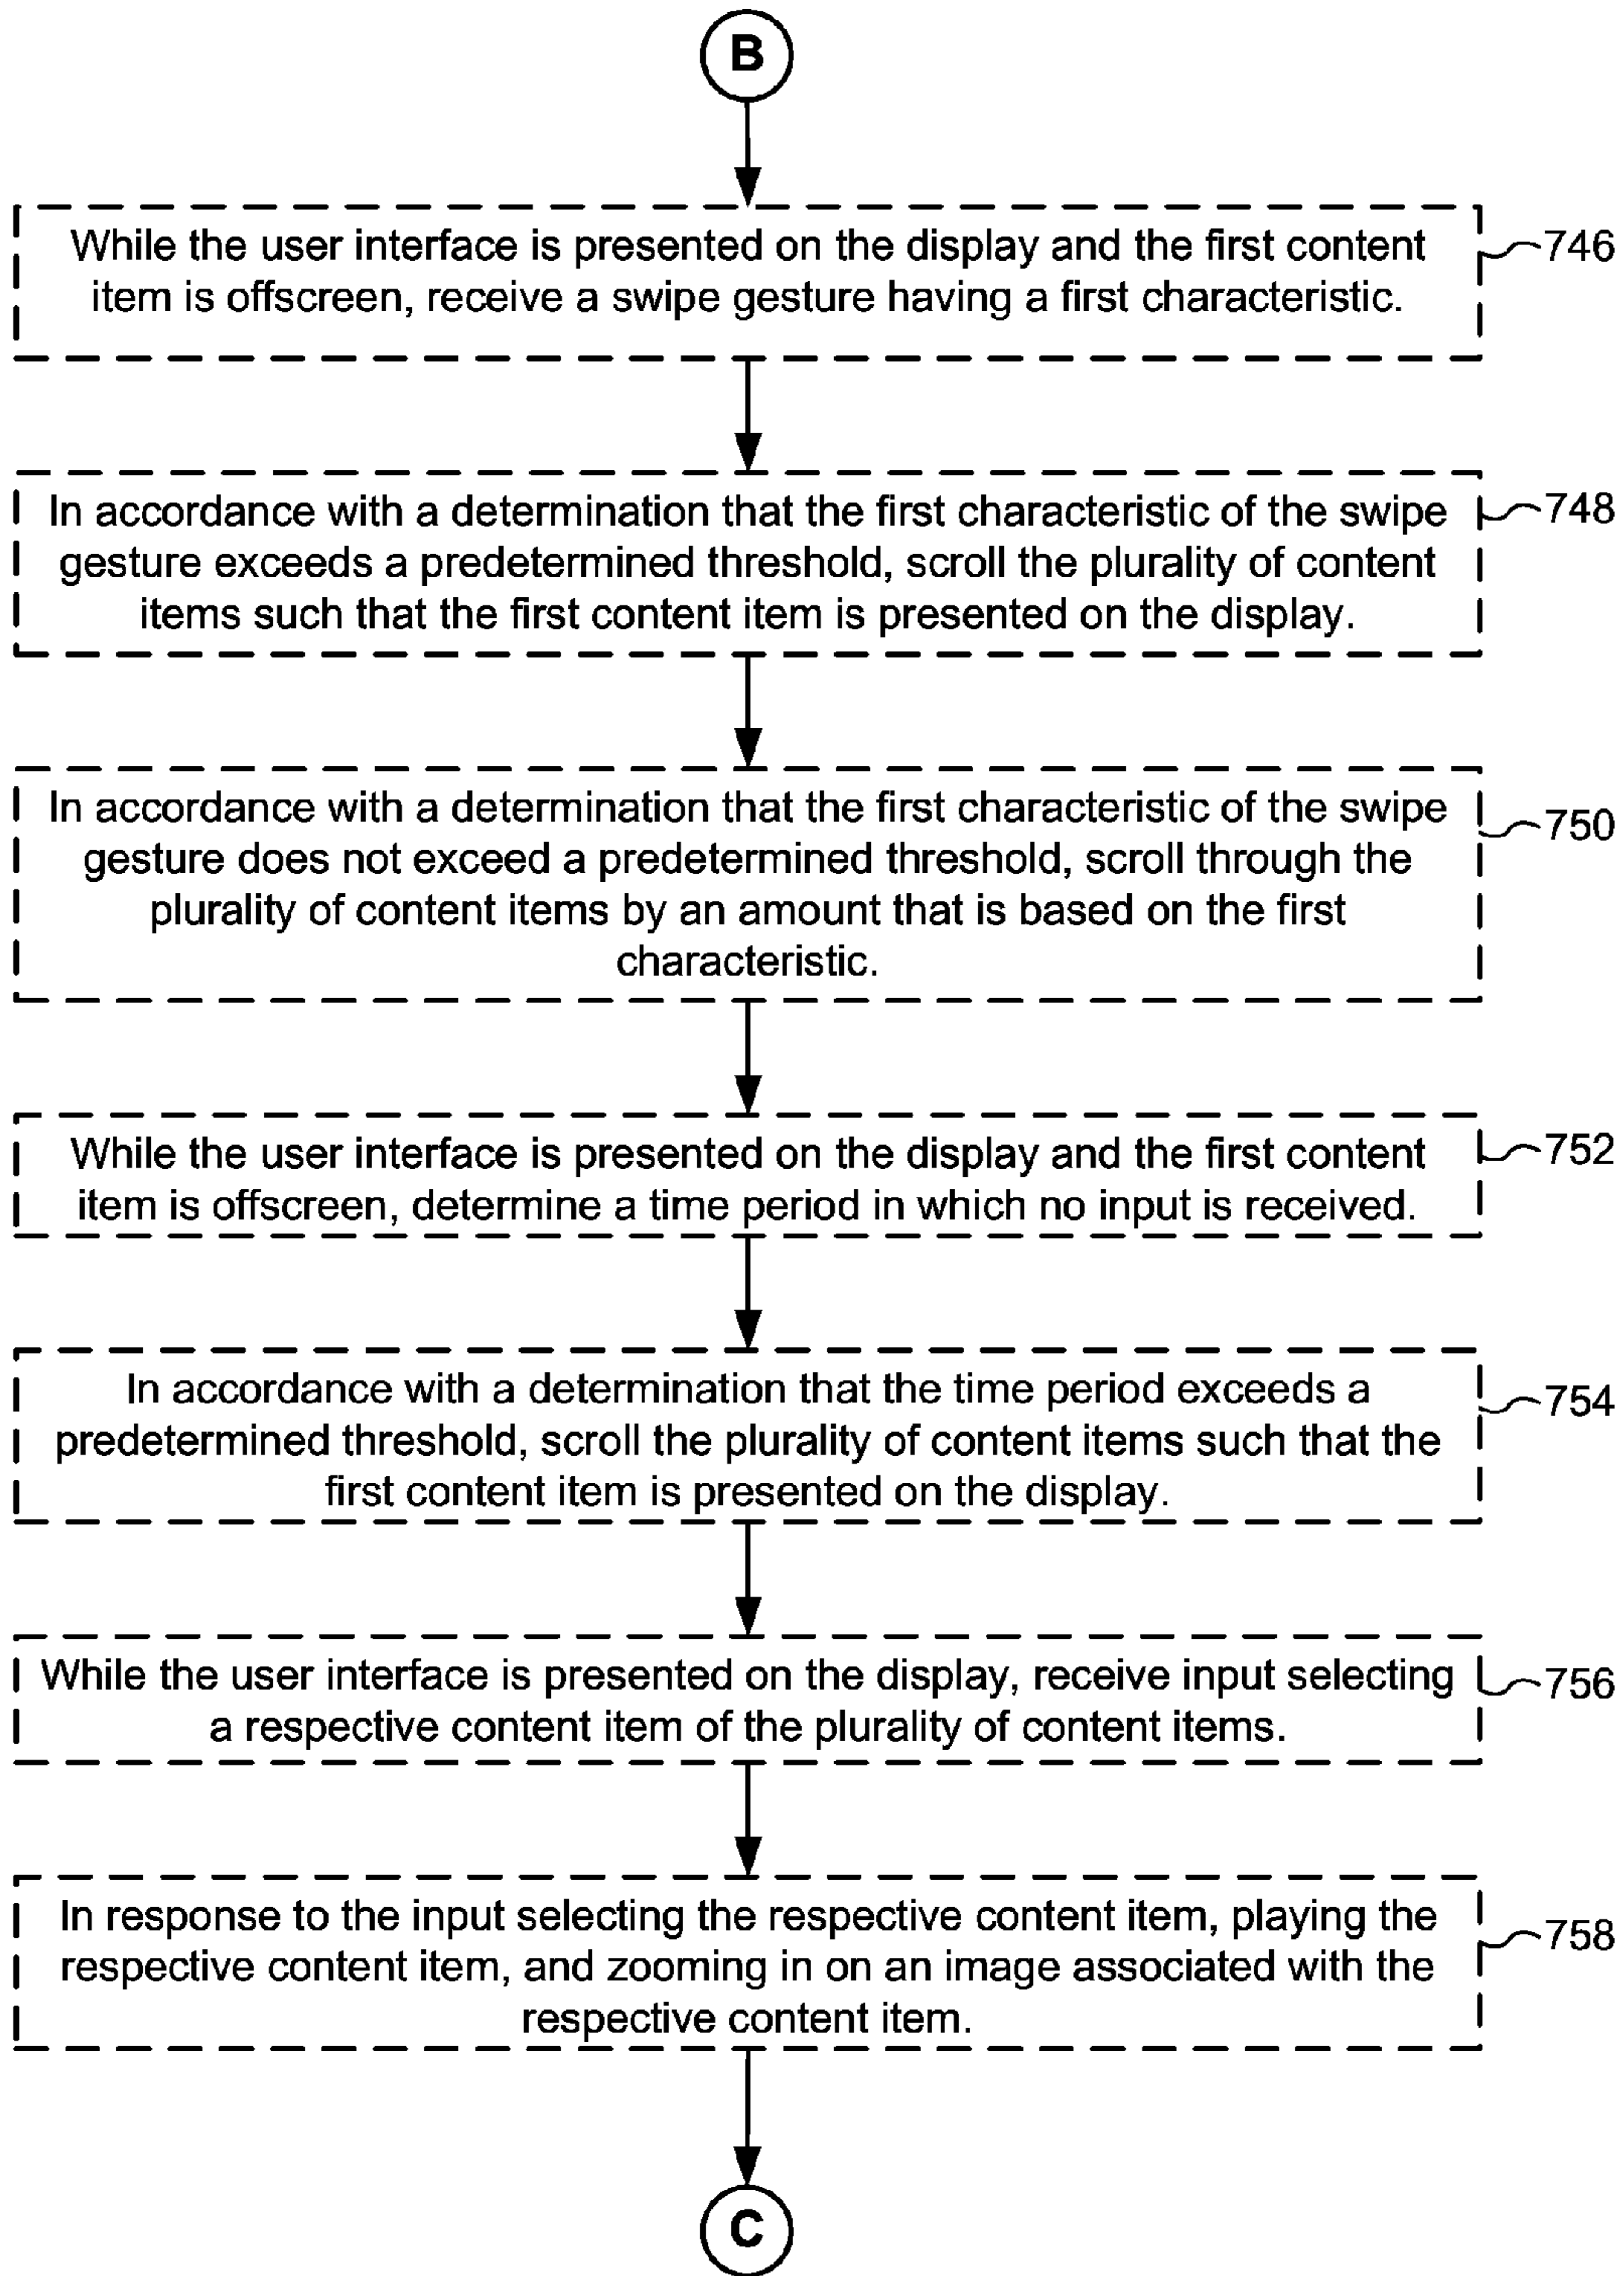 B
While the user interface is presented on the display and the first content
item is offscreen, receive a swipe gesture having a first characteristic.
746
In accordance with a determination that the first characteristic of the swipe
gesture exceeds a predetermined threshold, scroll the plurality of content
items such that the first content item is presented on the display.
748
In accordance with a determination that the first characteristic of the swipe
gesture does not exceed a predetermined threshold, scroll through the
plurality of content items by an amount that is based on the first
characteristic.
750
While the user interface is presented on the display and the first content
item is offscreen, determine a time period in which no input is received.
752
In accordance with a determination that the time period exceeds a
predetermined threshold, scroll the plurality of content items such that the
first content item is presented on the display.
754
While the user interface is presented on the display, receive input selecting
a respective content item of the plurality of content items.
756
In response to the input selecting the respective content item, playing the
respective content item, and zooming in on an image associated with the
respective content item.
758
C